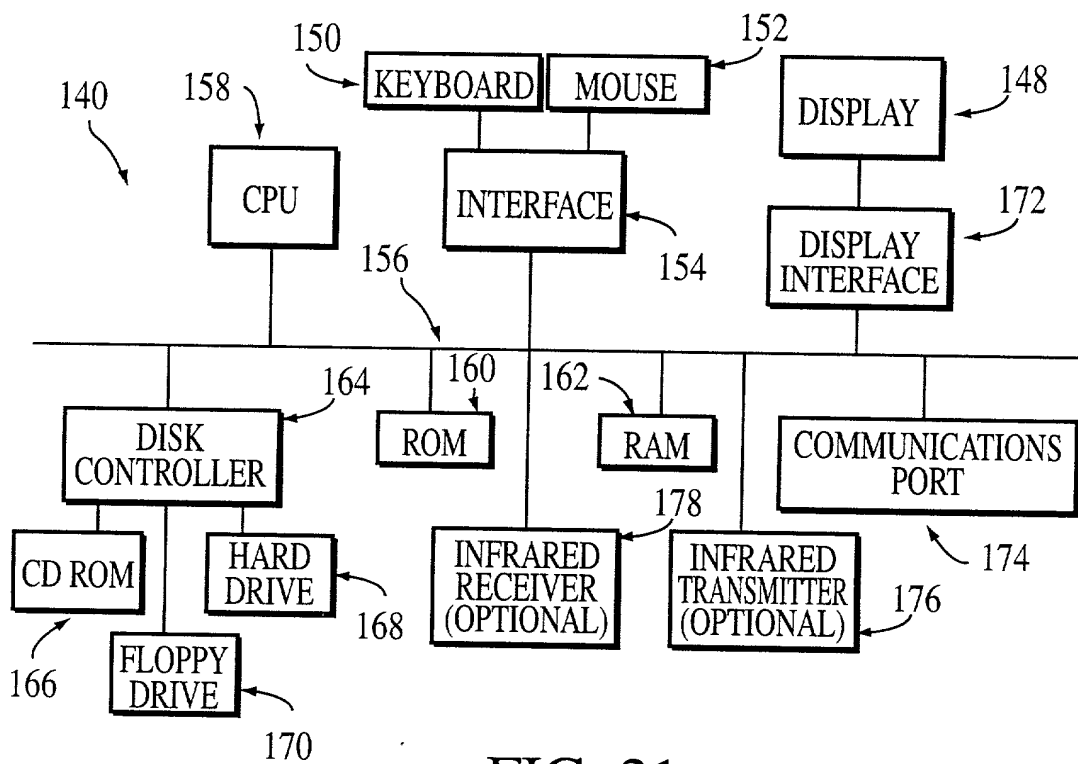 150
152
158
140
KEYBOARD
MOUSE
148
DISPLAY
CPU
INTERFACE
172
154
DISPLAY
INTERFACE
156
164
160
162
DISK
CONTROLLER
ROM
RAM
COMMUNICATIONS
PORT
178
CD ROM
HARD
DRIVE
INFRARED
RECEIVER
(OPTIONAL)
INFRARED
TRANSMITTER
(OPTIONAL)
174
176
168
166
FLOPPY
DRIVE
170